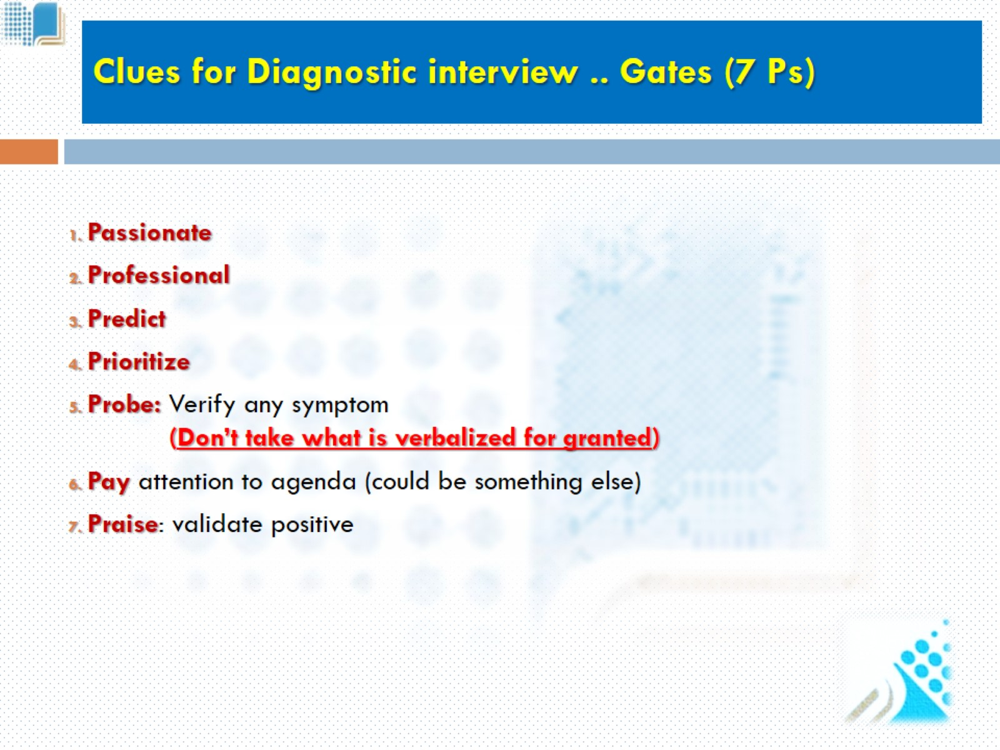 Clues for Diagnostic interview .. Gates (7 Ps)
1. Passionate
2. Professional
3. Predict
4. Prioritize
5. Probe: Verify any symptom
(Don’t take what is verbalized for granted)
6. Pay attention to agenda (could be something else)
7. Praise: validate positive